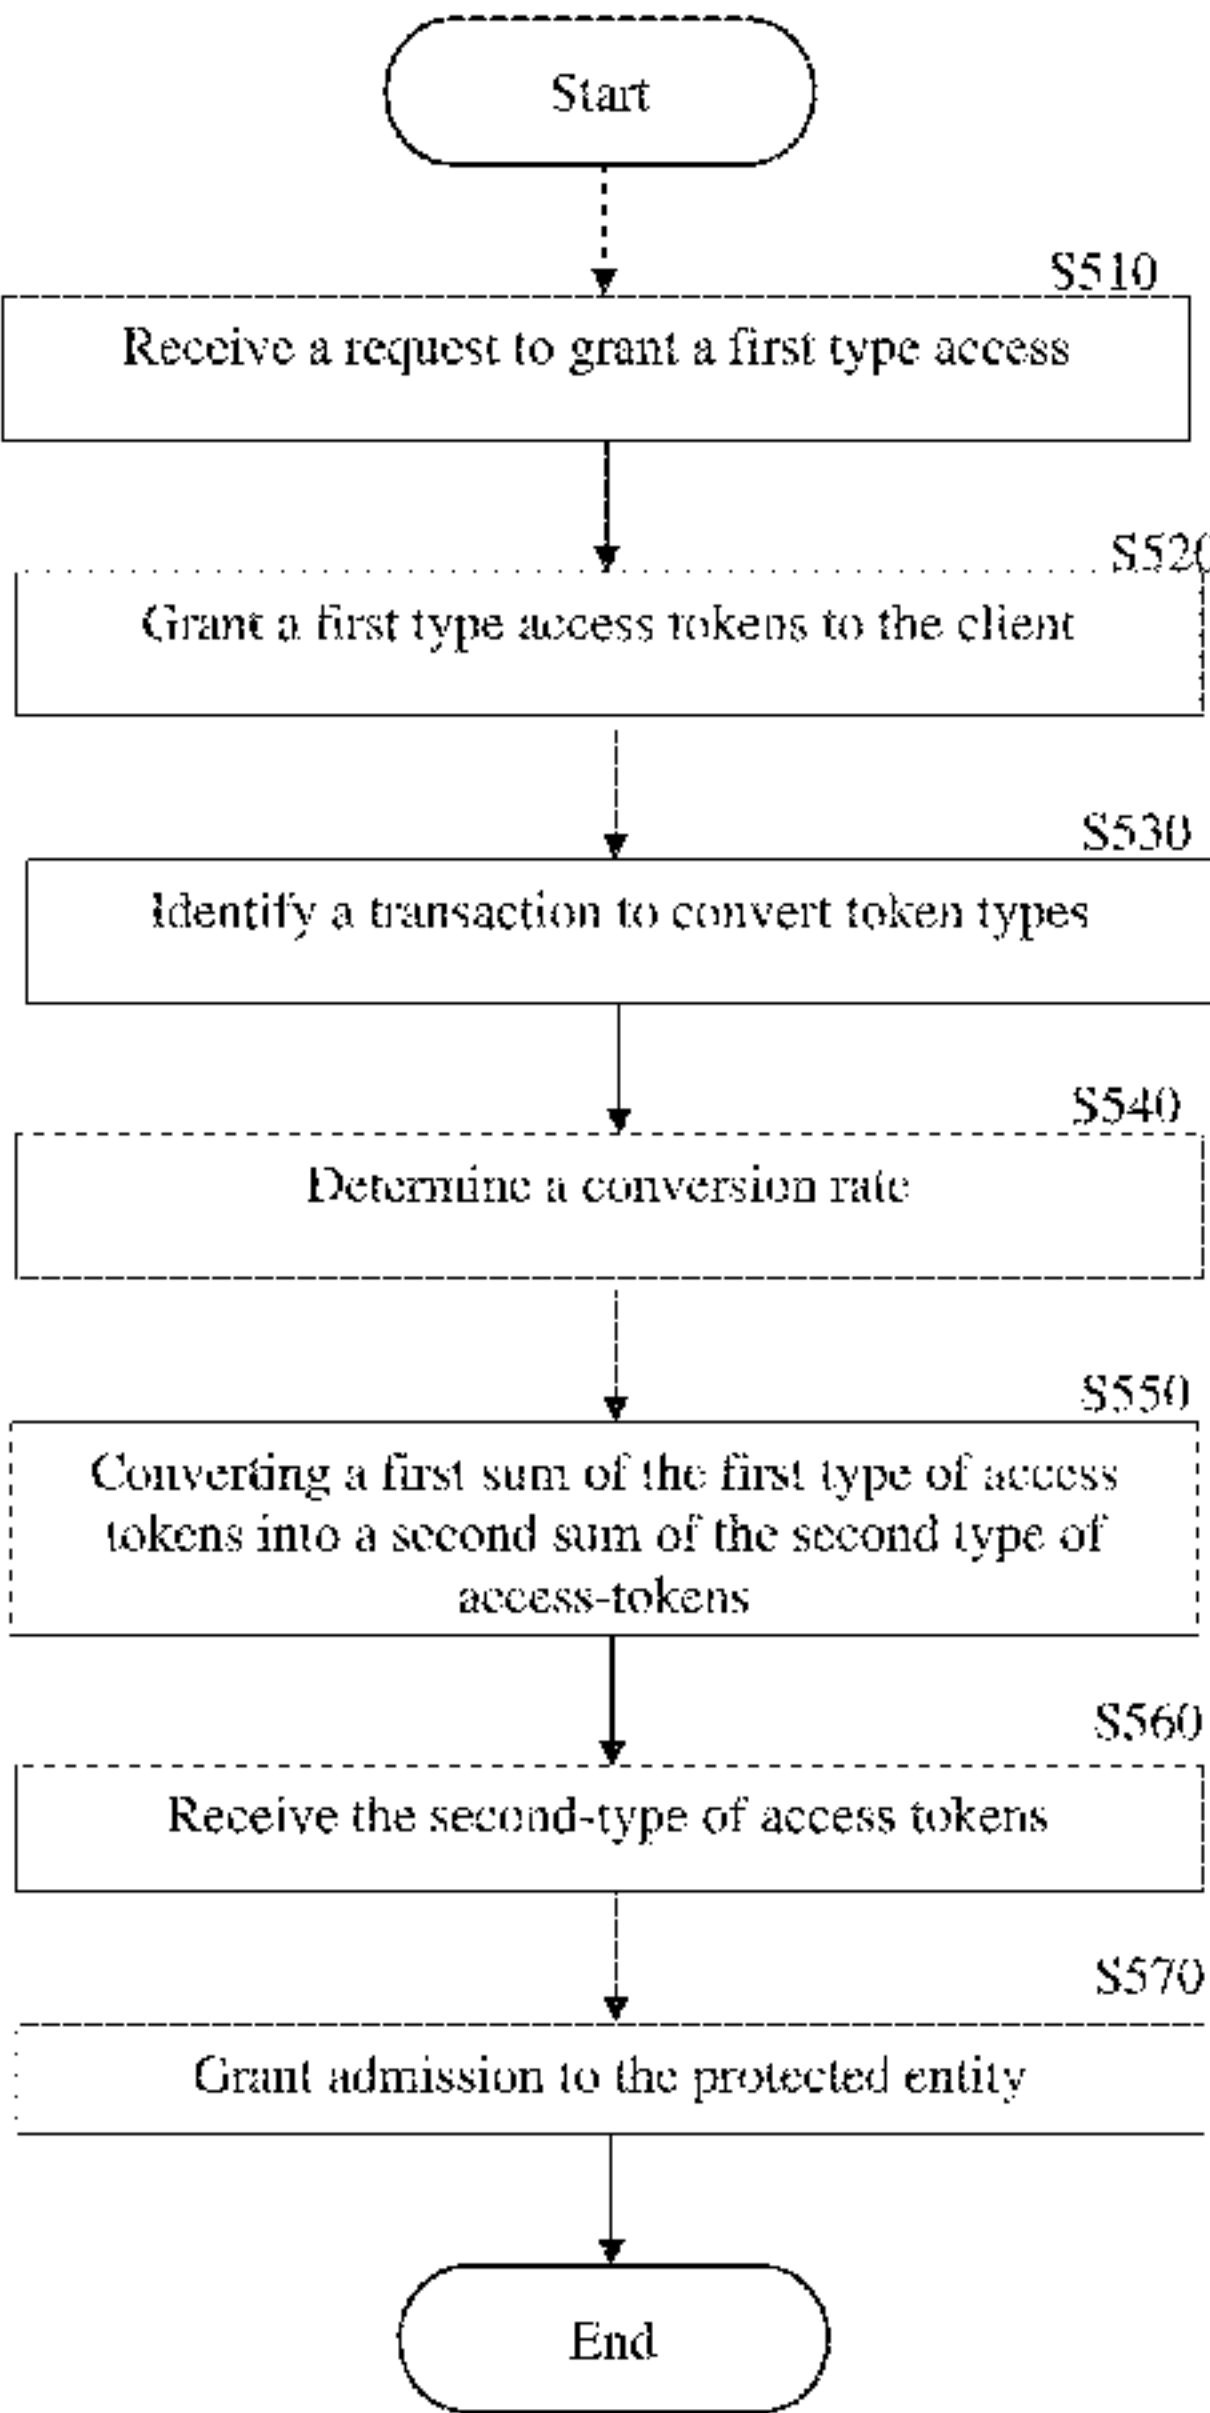 Start
S510
Receive a request to grant a first type access
S520
Grant a first type access tokens to the client
S530
Identify a transaction to convert token types
S540
Determine a conversion rate
S550
Converting a first sum of the first type of access
tokens into a second sum of the second type of
access-tokens
S560
Receive the second-type of access tokens
S570
Grant admission to the protected entity
End